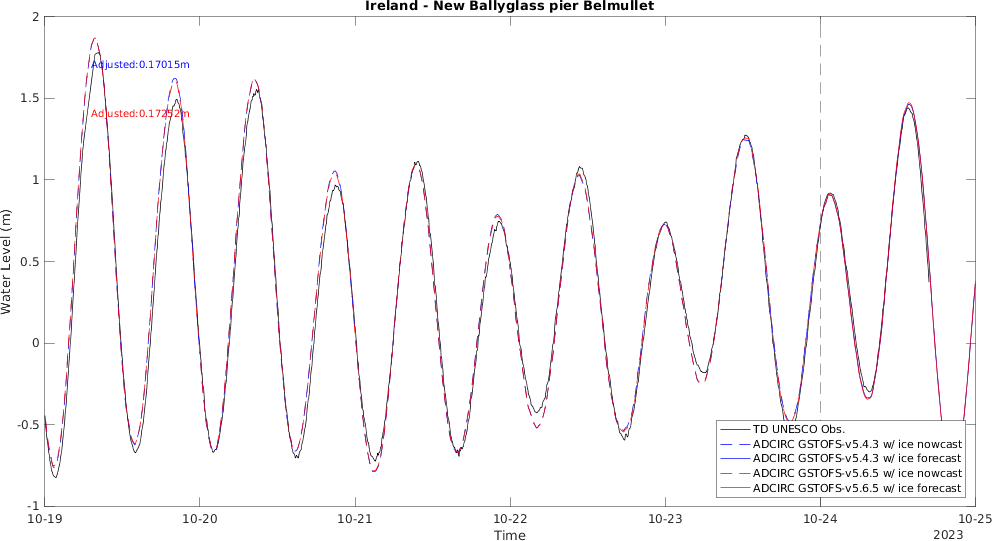 Ireland - New Ballyglass pier Belmullet
2
1.5
1
0.5
0
-0.5
-1
Water Level (m)
Adjusted:0.17015m
Adjusted:0.17252m
TD UNESCO Obs.
ADCIRC GSTOFS-v5.4.3 w/ ice nowcast
ADCIRC GSTOFS-v5.4.3 w/ ice forecast
ADCIRC GSTOFS-v5.6.5 w/ ice nowcast
ADCIRC GSTOFS-v5.6.5 w/ ice forecast
10-19
10-20
10-21
10-22
10-23
10-24
10-25
Time
2023